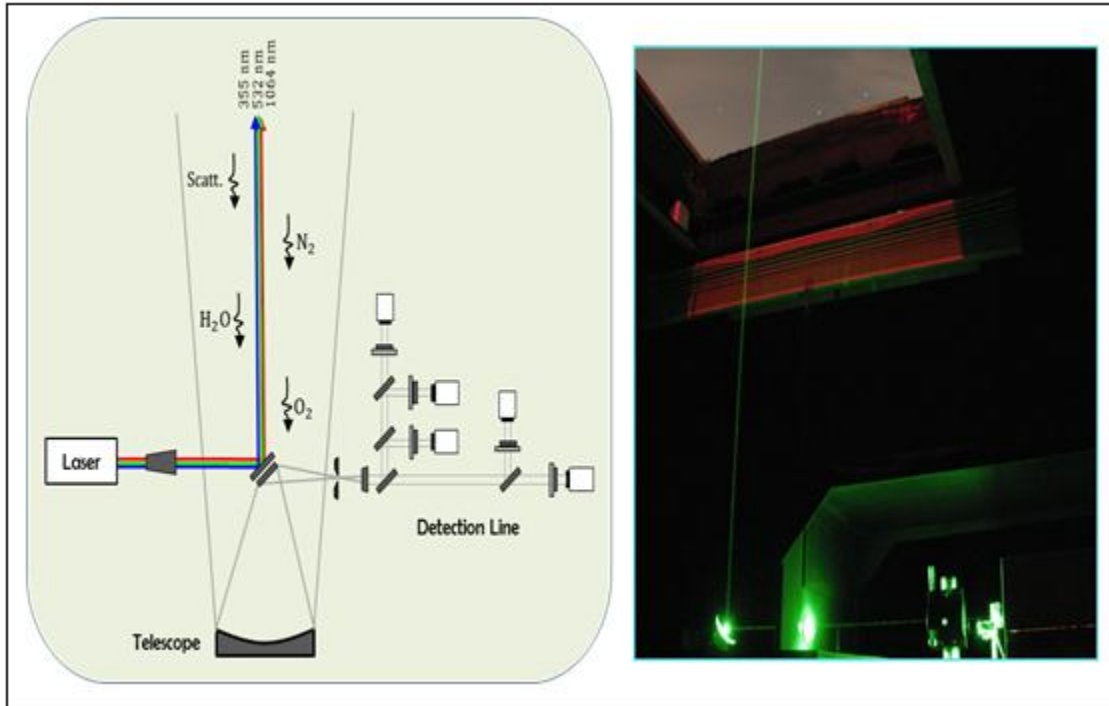 355 nm
532 nm
1064 nm
Scatt.
N₂
H₂O
O₂
Laser
Detection Line
Telescope